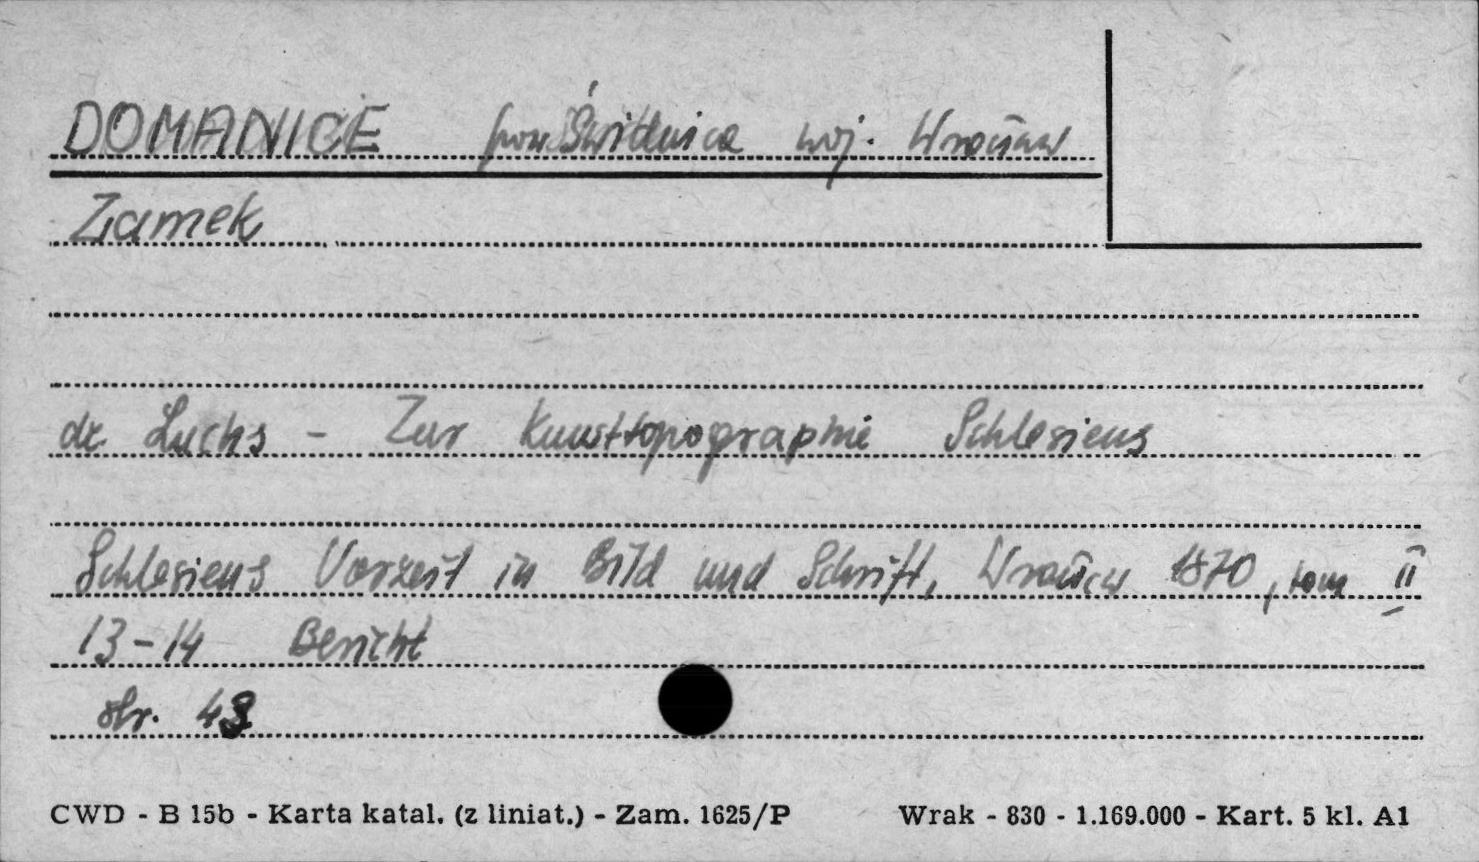 DOMANICE pow Świdnica woj. Wrocław
Zamek
dr. Luchs - Zur Kunsttopographie Schlesiens
Schlesiens Vorzeit in Bild und Schrift, Wrocław 1870, tom II
13-14 Bericht
str. 43
CWD - B 15b - Karta katal. (z liniat.) - Zam. 1625/P Wrak - 830 - 1.169.000 - Kart. 5 kl. A1